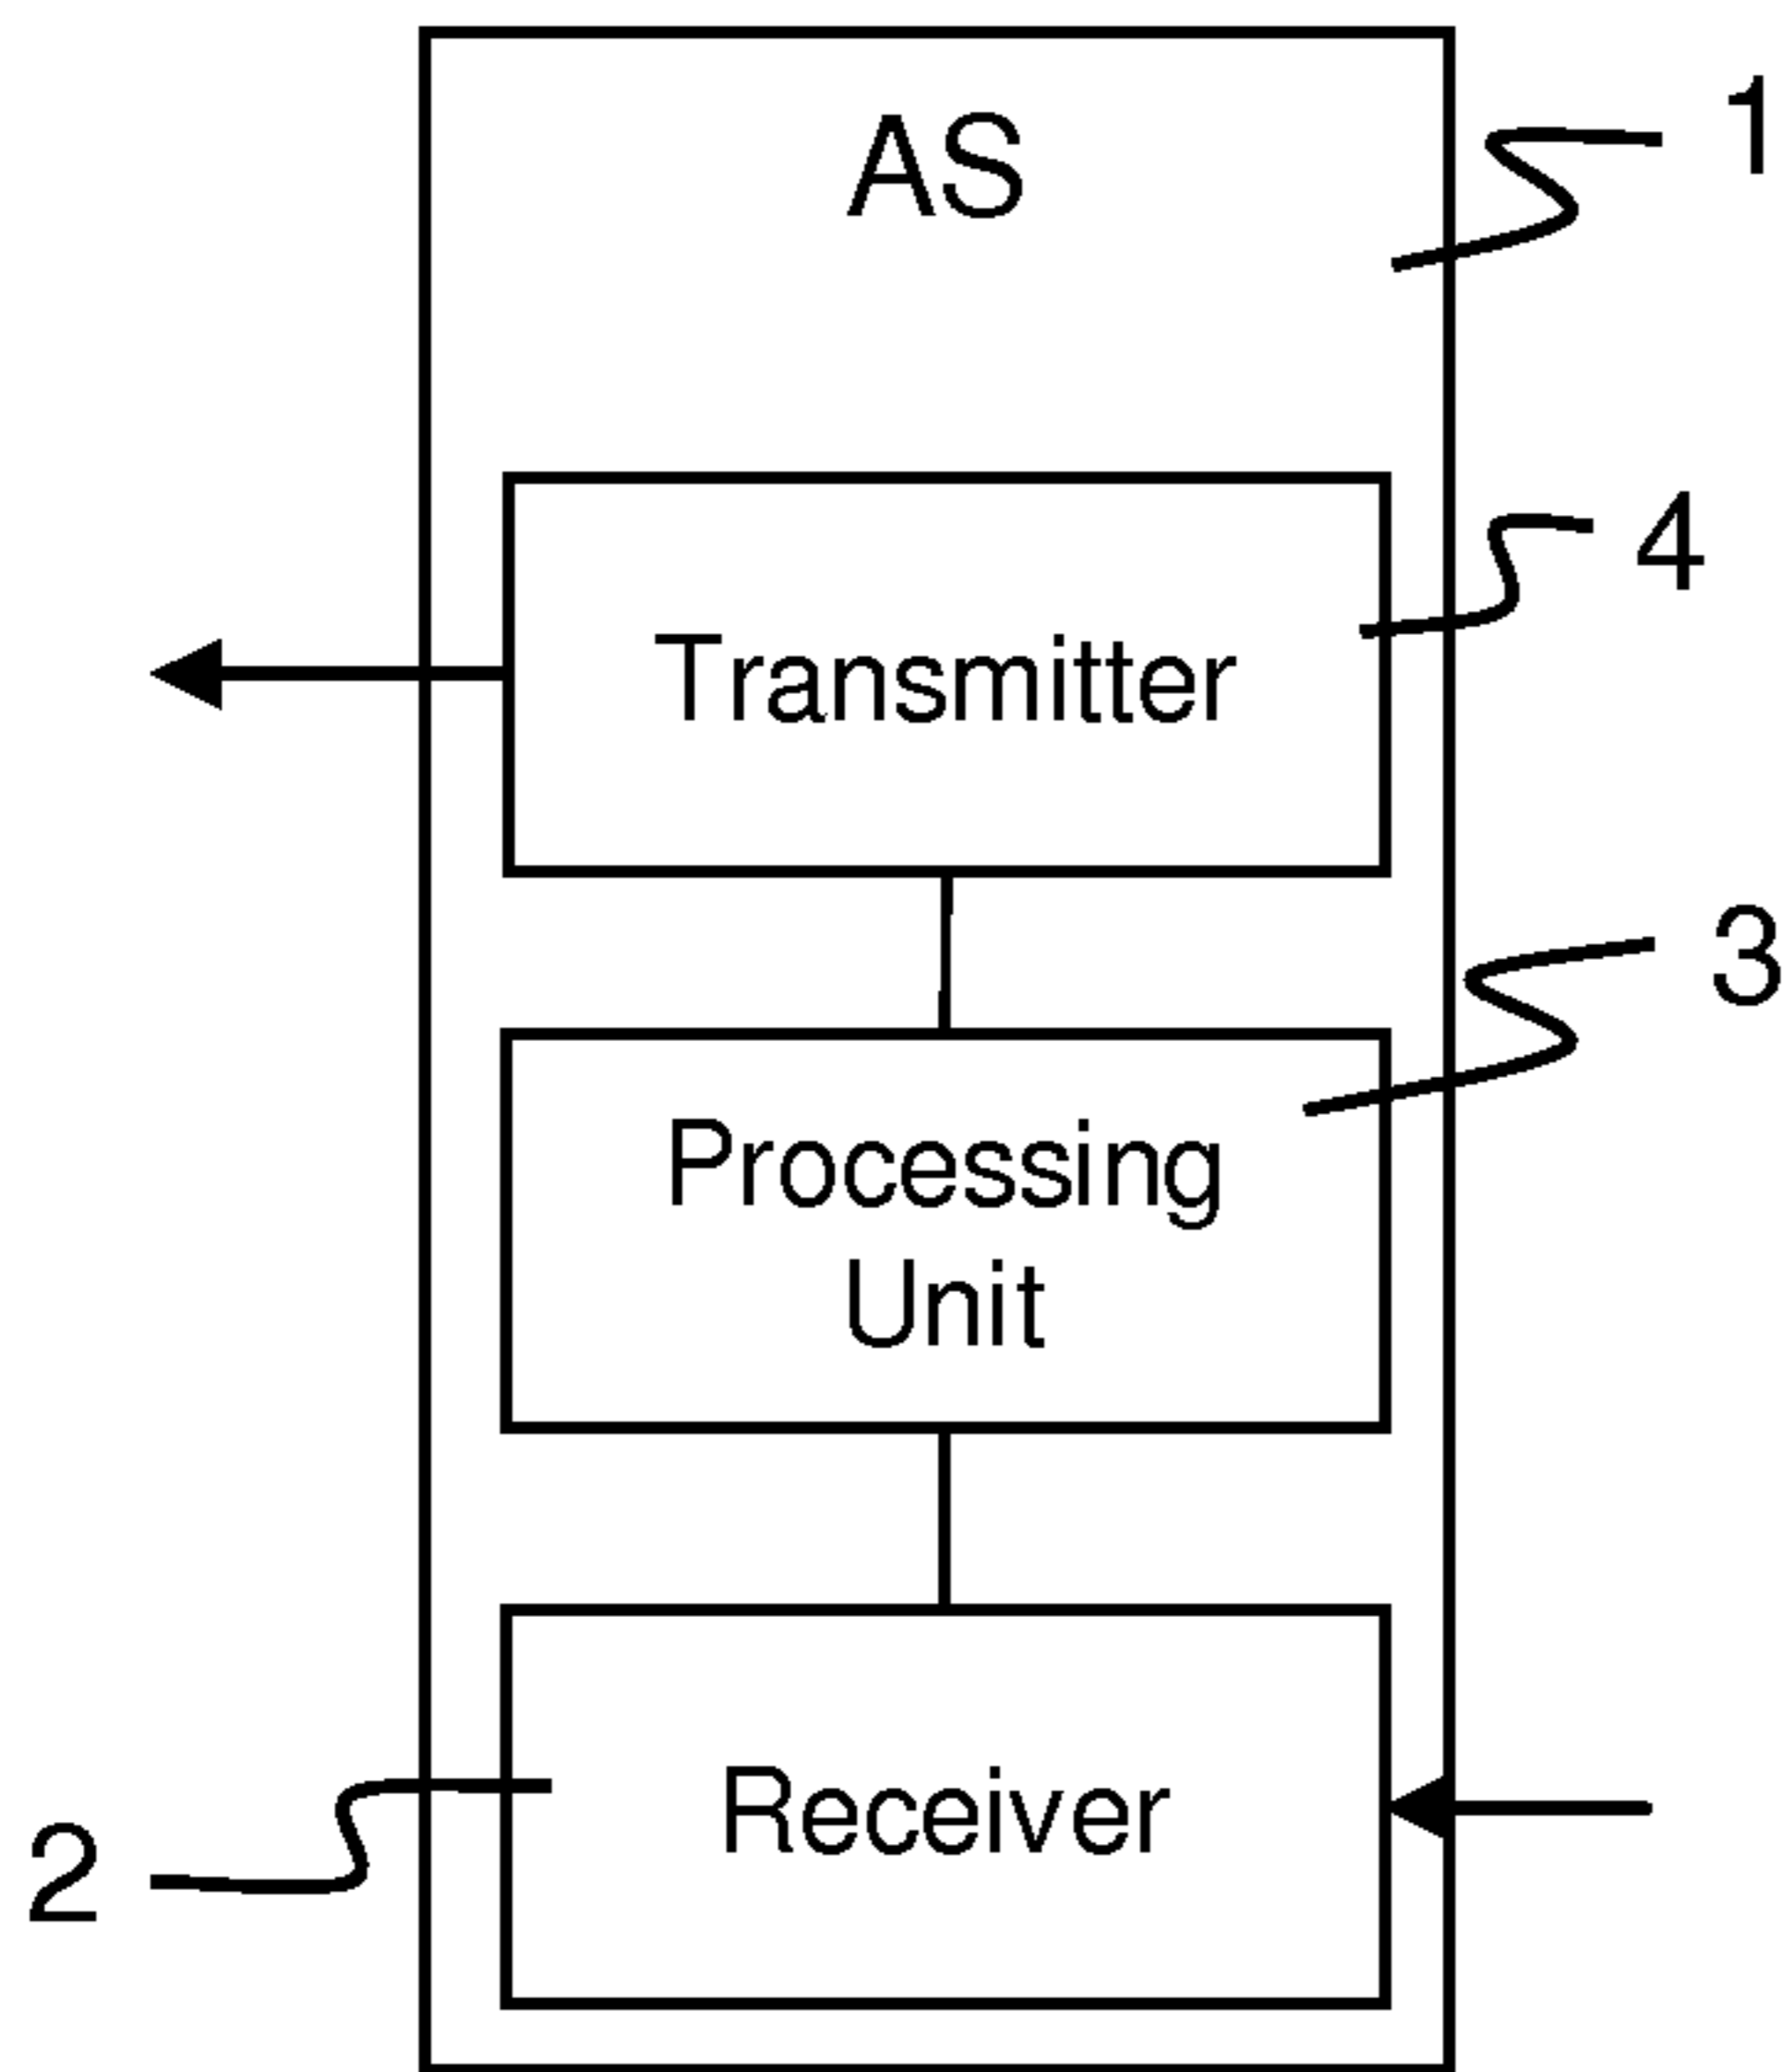 AS
1
4
Transmitter
3
Processing
Unit
Receiver
2